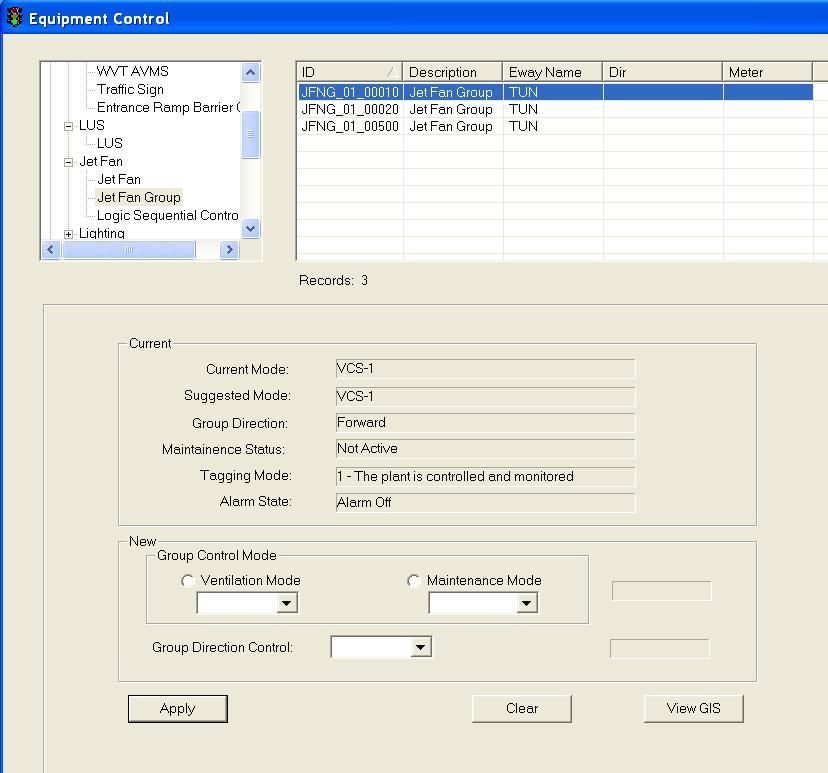 Equipment Control
WVT AVMS
Traffic Sign
Entrance Ramp Barrier
LUS
LUS
Jet Fan
Jet Fan
Jet Fan Group
Logic Sequential Contro
Lighting
ID Description Eway Name Dir Meter
JFNG_01_00010 Jet Fan Group TUN
JFNG_01_00020 Jet Fan Group TUN
JFNG_01_00500 Jet Fan Group TUN
Records: 3
Current
Current Mode: VCS-1
Suggested Mode: VCS-1
Group Direction: Forward
Maintainence Status: Not Active
Tagging Mode: 1 - The plant is controlled and monitored
Alarm State: Alarm Off
New
Group Control Mode
Ventilation Mode Maintenance Mode
Group Direction Control:
Apply Clear View GIS